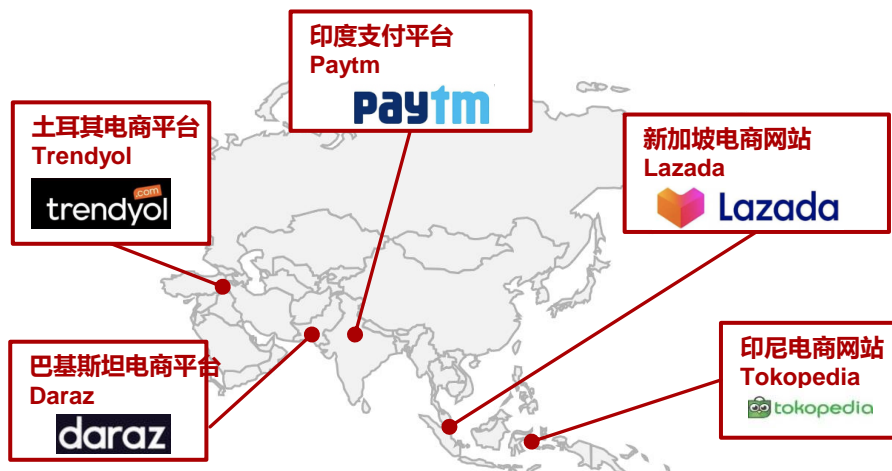 印度支付平台
Paytm
paytm
土耳其电商平台
Trendyol
.com
trendyol
新加坡电商网站
Lazada
Lazada
巴基斯坦电商平台
Daraz
daraz
印尼电商网站
Tokopedia
tokopedia